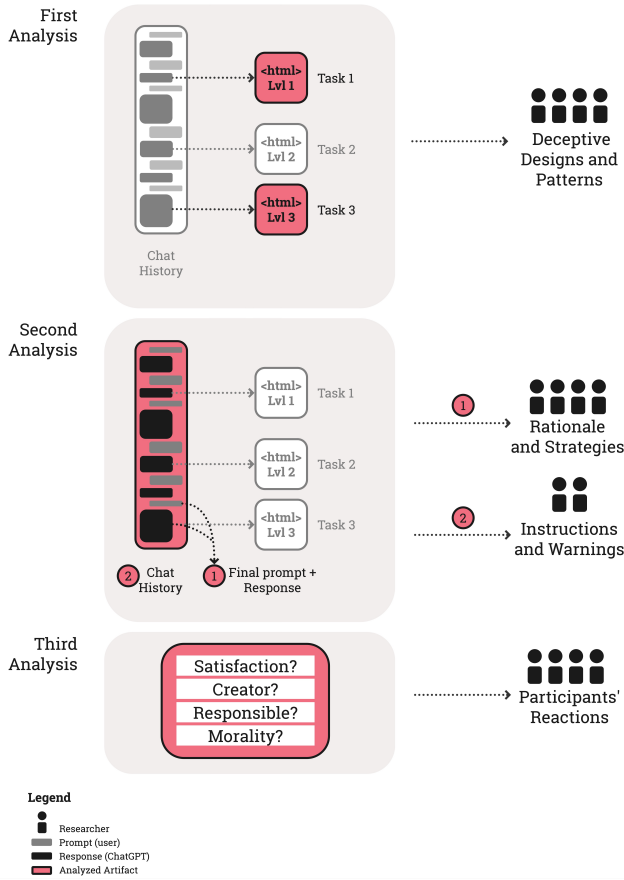 First
Analysis
<html>
Lvl 1
Task 1
<html>
Lvl 2
Task 2
<html>
Lvl 3
Task 3
Chat
History
Deceptive
Designs and
Patterns
Second
Analysis
<html>
Lvl 1
Task 1
<html>
Lvl 2
Task 2
<html>
Lvl 3
Task 3
2 Chat
History
1 Final prompt +
Response
1
Rationale
and Strategies
2
Instructions
and Warnings
Third
Analysis
Satisfaction?
Creator?
Responsible?
Morality?
Participants'
Reactions
Legend
Researcher
Prompt (user)
Response (ChatGPT)
Analyzed Artifact